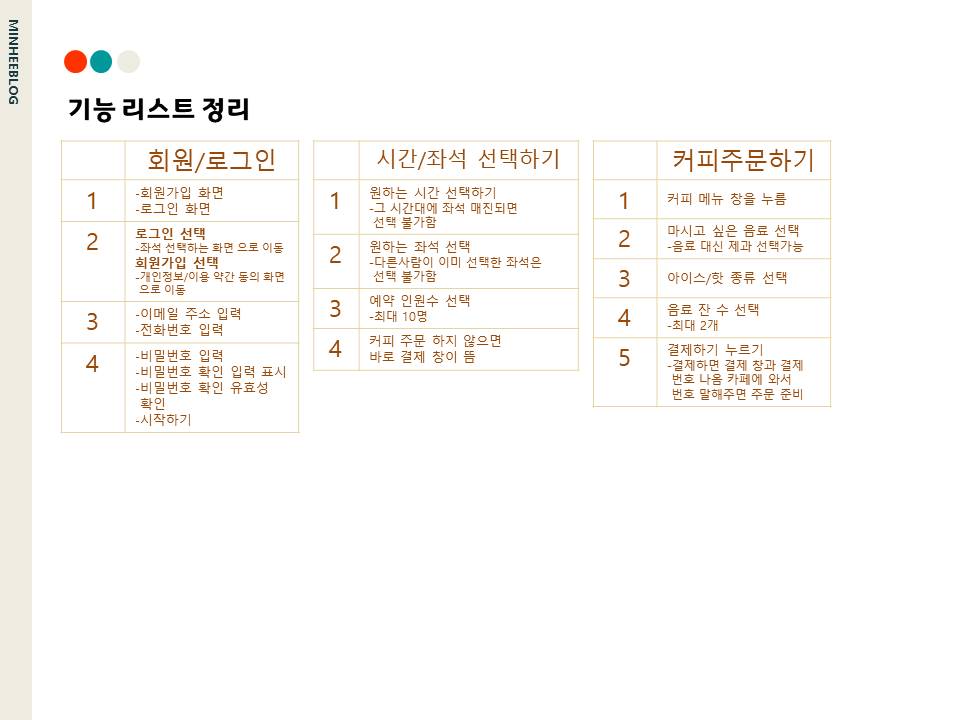 MINHEEBLOG
기능 리스트 정리
회원/로그인
1
-회원가입 화면
-로그인 화면
2
로그인 선택
-좌석 선택하는 화면 으로 이동
회원가입 선택
-개인정보/이용 약간 동의 화면
으로 이동
3
-이메일 주소 입력
-전화번호 입력
4
-비밀번호 입력
-비밀번호 확인 입력 표시
-비밀번호 확인 유효성
확인
-시작하기
시간/좌석 선택하기
1
원하는 시간 선택하기
-그 시간대에 좌석 매진되면
선택 불가함
2
원하는 좌석 선택
-다른사람이 이미 선택한 좌석은
선택 불가함
3
예약 인원수 선택
-최대 10명
4
커피 주문 하지 않으면
바로 결제 창이 뜸
커피주문하기
1
커피 메뉴 창을 누름
2
마시고 싶은 음료 선택
-음료 대신 제과 선택가능
3
아이스/핫 종류 선택
4
음료 잔 수 선택
-최대 2개
5
결제하기 누르기
-결제하면 결제 창과 결제
번호 나옴 카페에 와서
번호 말해주면 주문 준비